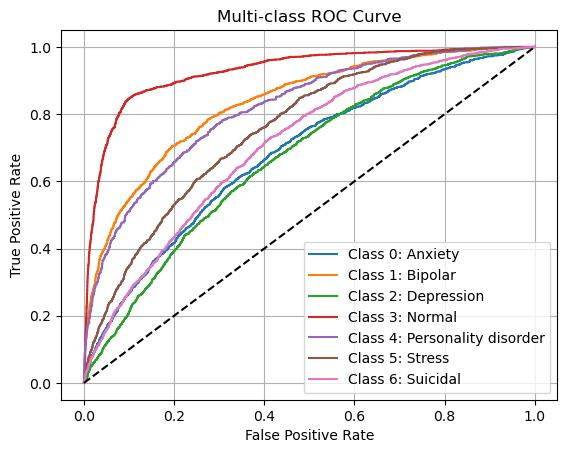 Multi-class ROC Curve
True Positive Rate
1.0
0.8
0.6
0.4
0.2
0.0
Class 0: Anxiety
Class 1: Bipolar
Class 2: Depression
Class 3: Normal
Class 4: Personality disorder
Class 5: Stress
Class 6: Suicidal
0.0 0.2 0.4 0.6 0.8 1.0
False Positive Rate